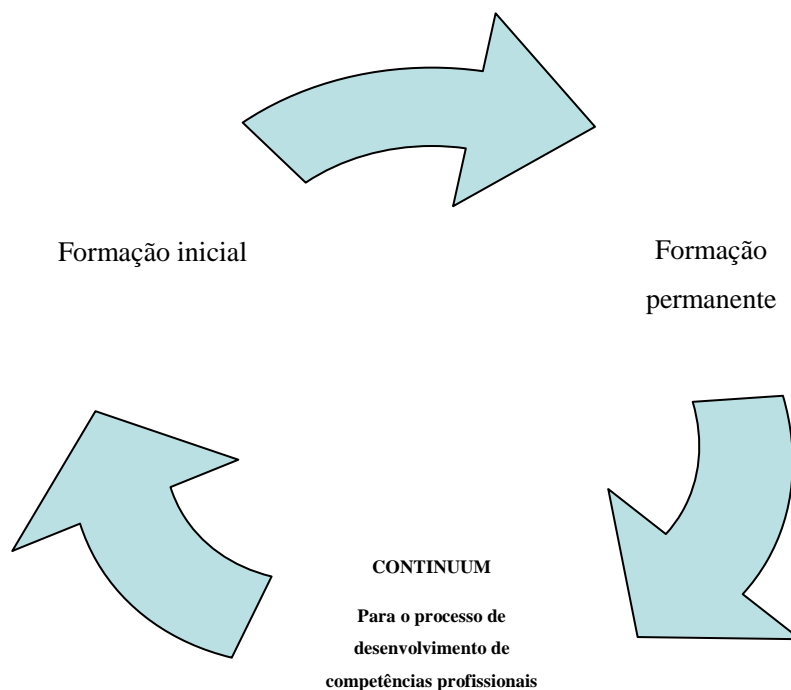 Formação inicial
Formação
permanente
CONTINUUM
Para o processo de
desenvolvimento de
competências profissionais